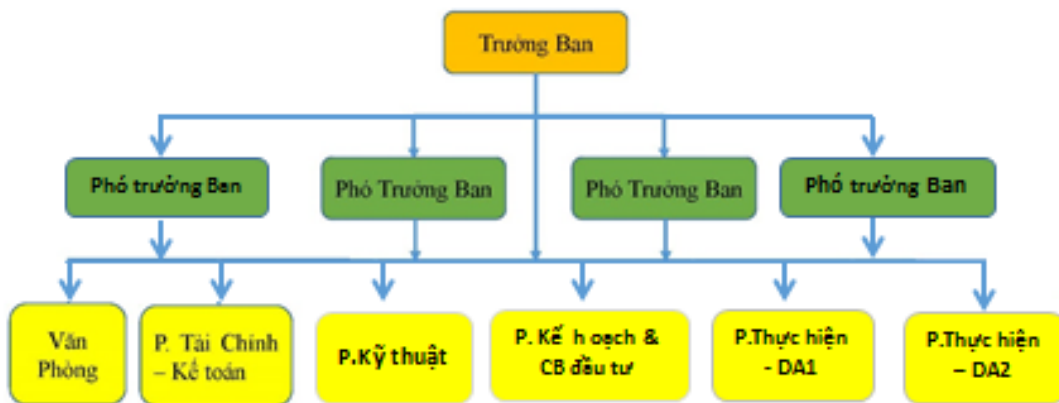 Trưởng Ban
Phó trưởng Ban
Phó Trưởng Ban
Phó Trưởng Ban
Phó trưởng Ban
Văn
Phòng
P. Tài Chính
– Kế toán
P.Kỹ thuật
P. Kế h oạch &
CB đầu tư
P.Thực hiện
- DA1
P.Thực hiện
– DA2